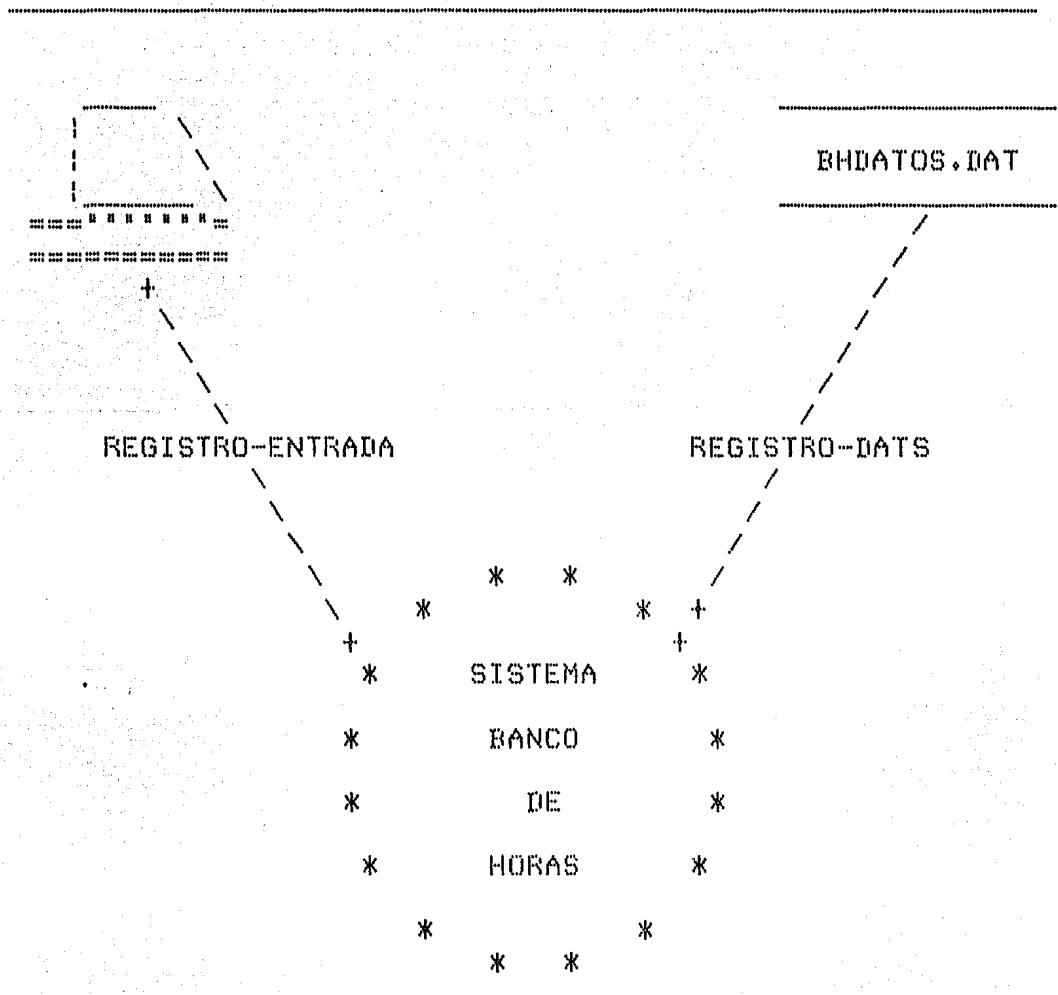 BHDATOS.DAT
REGISTRO-ENTRADA
REGISTRO-DATS
SISTEMA
BANCO
DE
HORAS